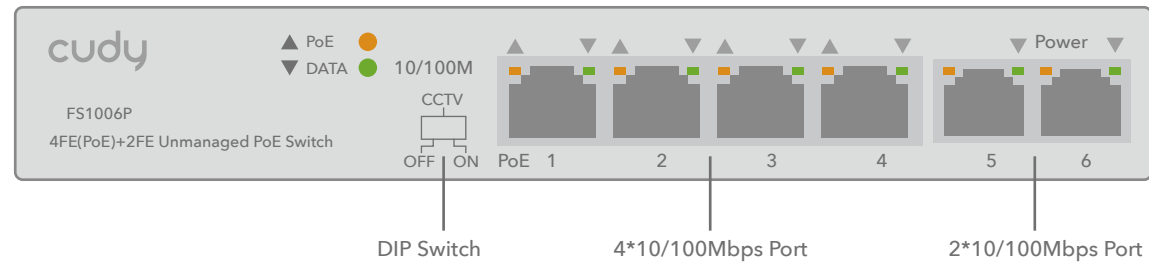 cudy
▲ PoE
▼ DATA
10/100M
Power
CCTV
FS1006P
4FE(PoE)+2FE Unmanaged PoE Switch
OFF ON
PoE 1 2 3 4 5 6
DIP Switch
4*10/100Mbps Port
2*10/100Mbps Port